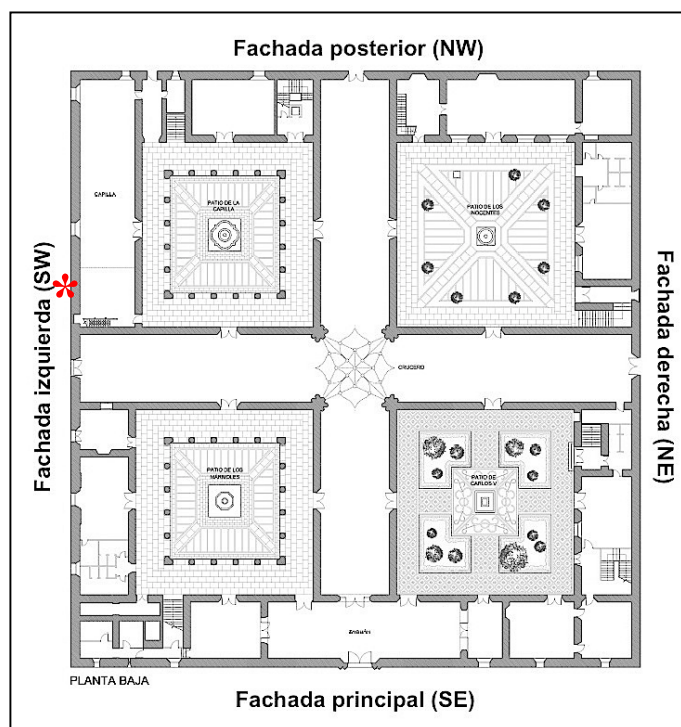 Fachada posterior (NW)
CAPILLA
PATIO DE LA
CAPILLA
PATIO DE LOS
INOCENTES
Fachada izquierda (SW)
Fachada derecha (NE)
CRUCERO
PATIO DE LOS
MARMOLES
PATIO DE
CARLOS V
ZAGUÁN
PLANTA BAJA
Fachada principal (SE)